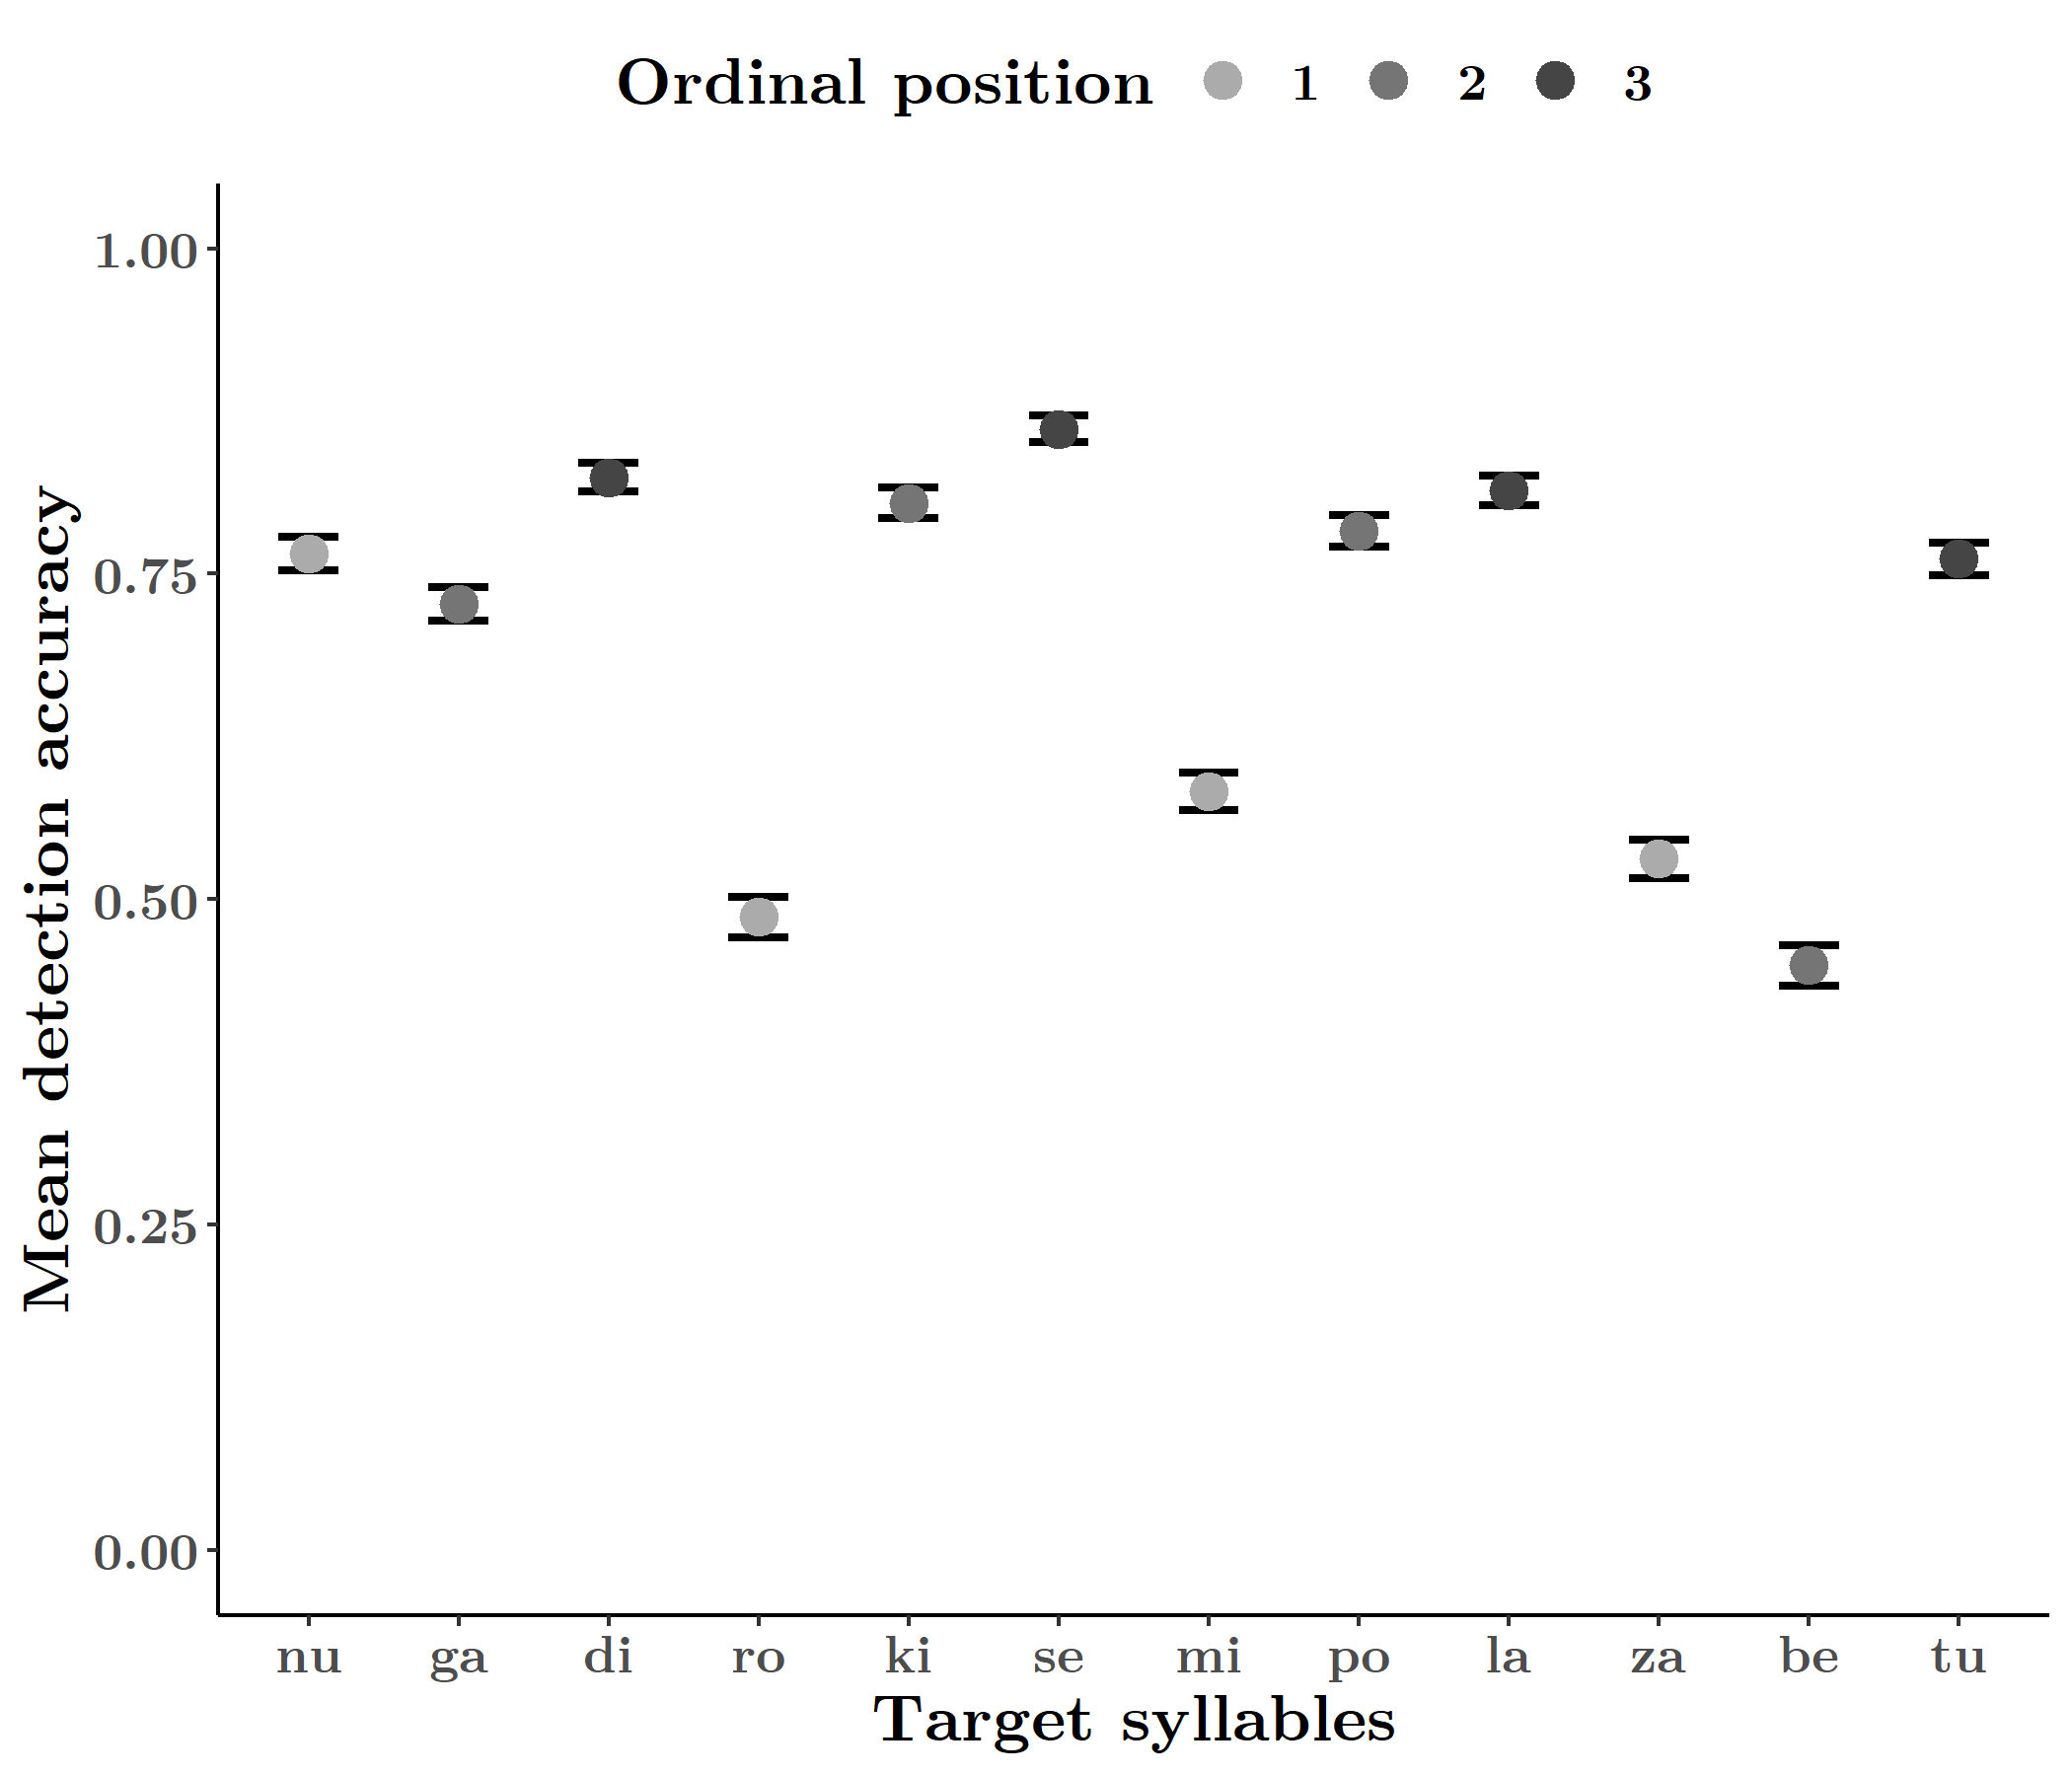 Ordinal position 1 2 3
Mean detection accuracy
1.00
0.75
0.50
0.25
0.00
nu ga di ro ki se mi po la za be tu
Target syllables